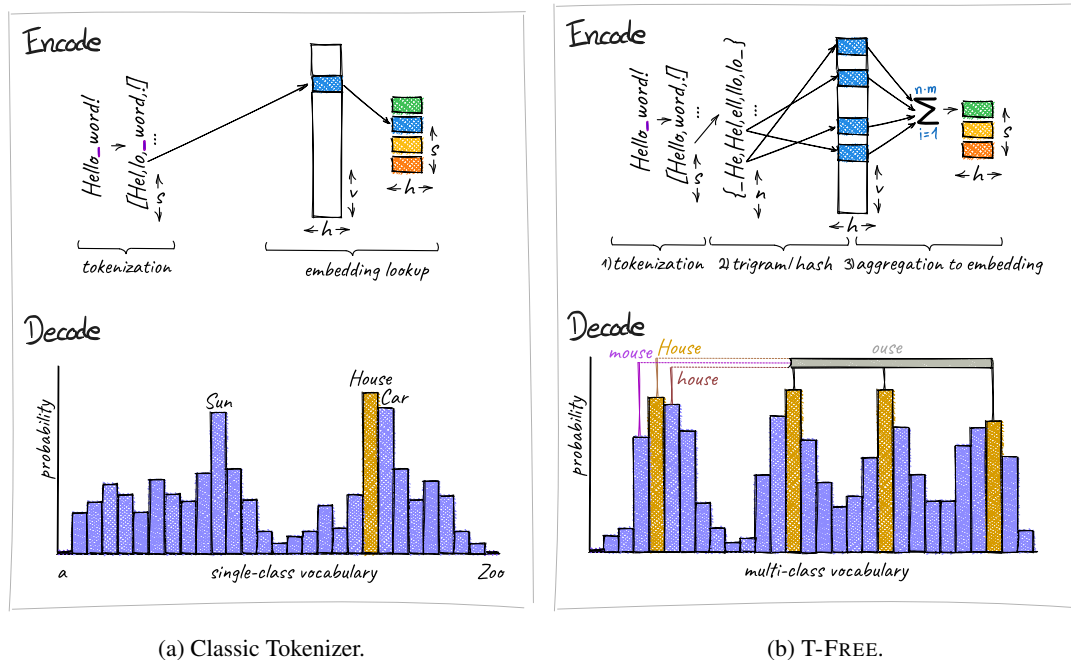 Encode
Hello_word!
[Hel,lo,_word,!]
...
s
h
v
h
s
tokenization
embedding lookup
Decode
probability
Sun
House
Car
a
single-class vocabulary
Zoo
(a) Classic Tokenizer.
Encode
Hello_word!
[Hello,word,!]
...
s
{_He,Hel,ell,llo,lo_}
...
n
v
h
n·m
Σ
i=1
s
h
1)tokenization
2) trigram/hash
3)aggregation to embedding
Decode
probability
mouse
House
house
ouse
multi-class vocabulary
(b) T-FREE.